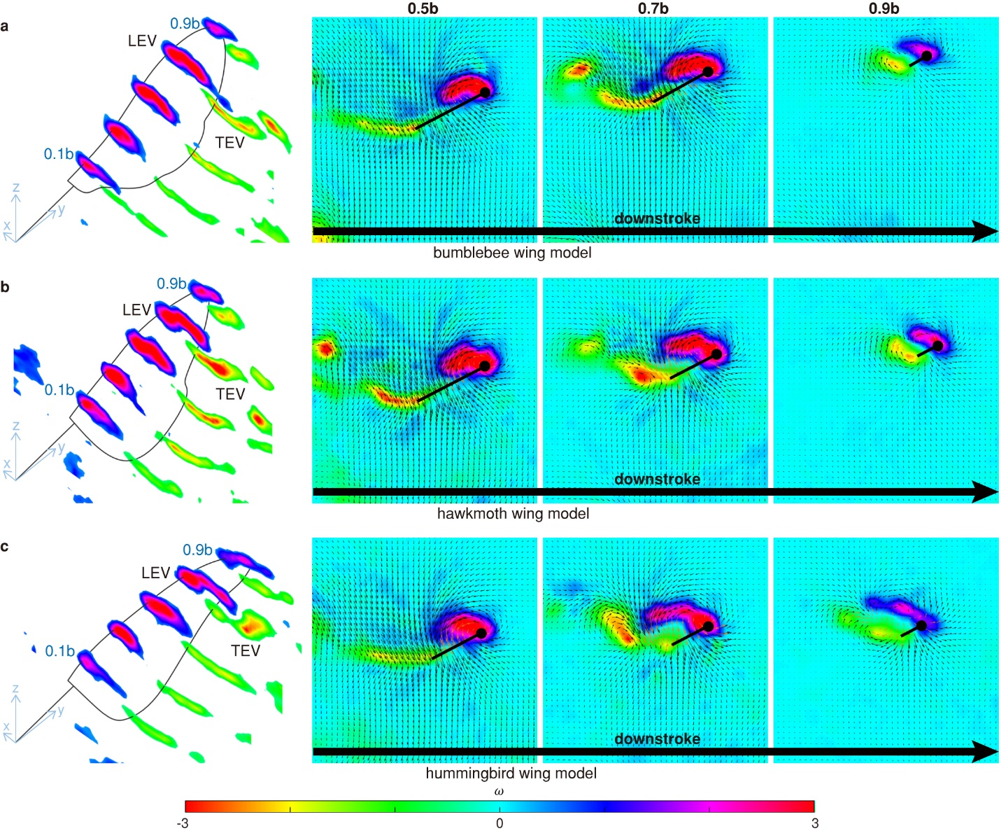 0.5b 0.7b 0.9b
a
0.9b
LEV
TEV
0.1b
z
y
x
downstroke
bumblebee wing model
b
0.9b
LEV
TEV
0.1b
z
y
x
downstroke
hawkmoth wing model
c
0.9b
LEV
TEV
0.1b
z
y
x
downstroke
hummingbird wing model
ω
-3 0 3